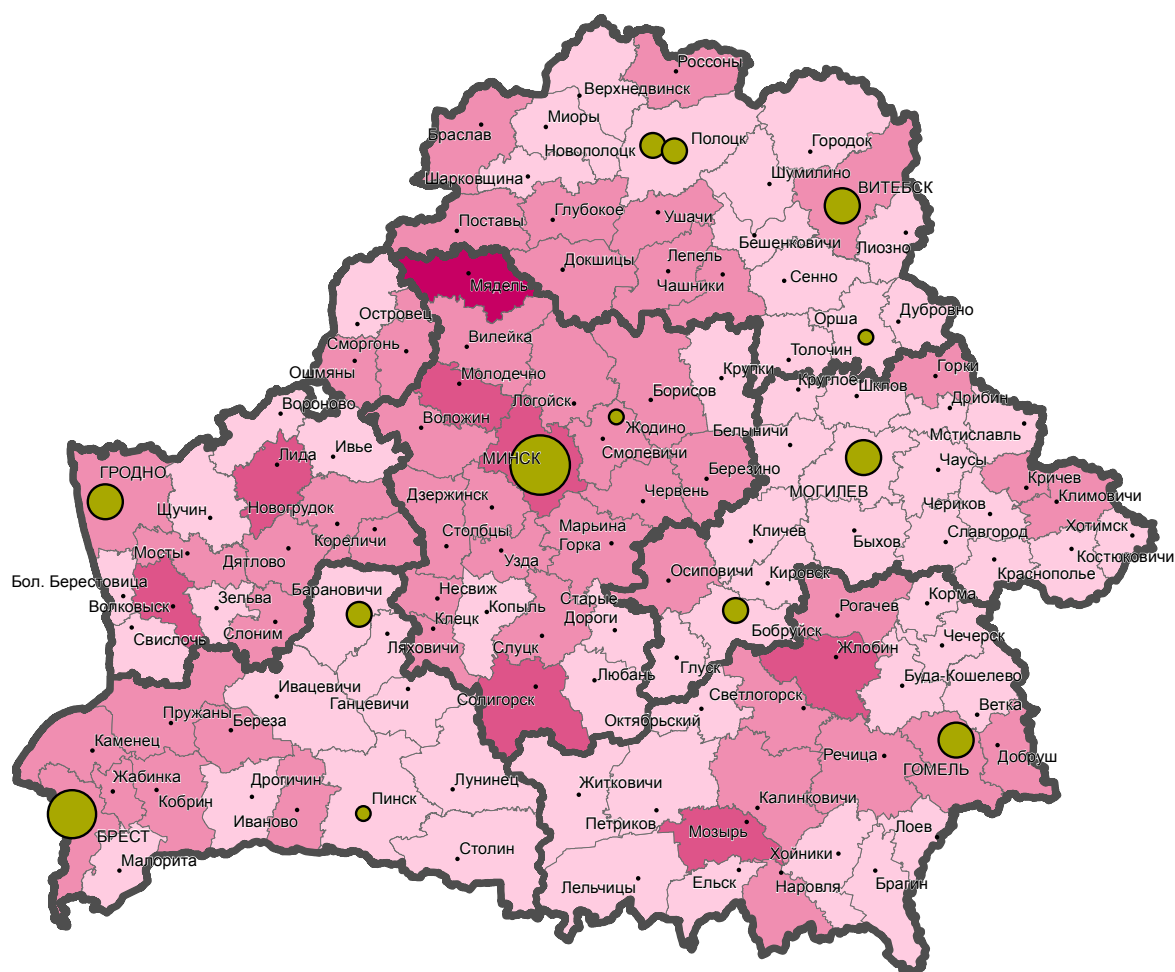 Россоны
Верхнедвинск
Миоры
Браслав
Полоцк
Новополоцк
Городок
Шарковщина
Шумилино
ВИТЕБСК
Глубокое
Ушачи
Поставы
Бешенковичи
Лиозно
Докшицы
Лепель
Чашники
Сенно
Мядель
Островец
Орша
Дубровно
Сморгонь
Вилейка
Толочин
Ошмяны
Молодечно
Крупки
Круглое
Шклов
Горки
Логойск
Борисов
Дрибин
Вороново
Воложин
Жодино
Белыничи
Мстиславль
Ивье
Лида
МИНСК
Смолевичи
Березино
Чаусы
ГРОДНО
Кричев
Дзержинск
Червень
МОГИЛЕВ
Климовичи
Щучин
Новогрудок
Чериков
Столбцы
Марьина
Горка
Кличев
Быхов
Славгород
Хотимск
Кореличи
Мосты
Дятлово
Узда
Костюковичи
Осиповичи
Краснополье
Бол. Берестовица
Барановичи
Несвиж
Кировск
Волковыск
Зельва
Копыль
Старые
Дороги
Рогачев
Корма
Клецк
Свислочь
Слоним
Ляховичи
Слуцк
Бобруйск
Чечерск
Жлобин
Глуск
Любань
Буда-Кошелево
Ивацевичи
Ганцевичи
Солигорск
Светлогорск
Ветка
Пружаны
Береза
Октябрьский
Каменец
Речица
ГОМЕЛЬ
Добруш
Жабинка
Дрогичин
Лунинец
Житковичи
Кобрин
Пинск
Калинковичи
Иваново
Петриков
Мозырь
Лоев
БРЕСТ
Малорита
Столин
Хойники
Лельчицы
Ельск
Наровля
Брагин